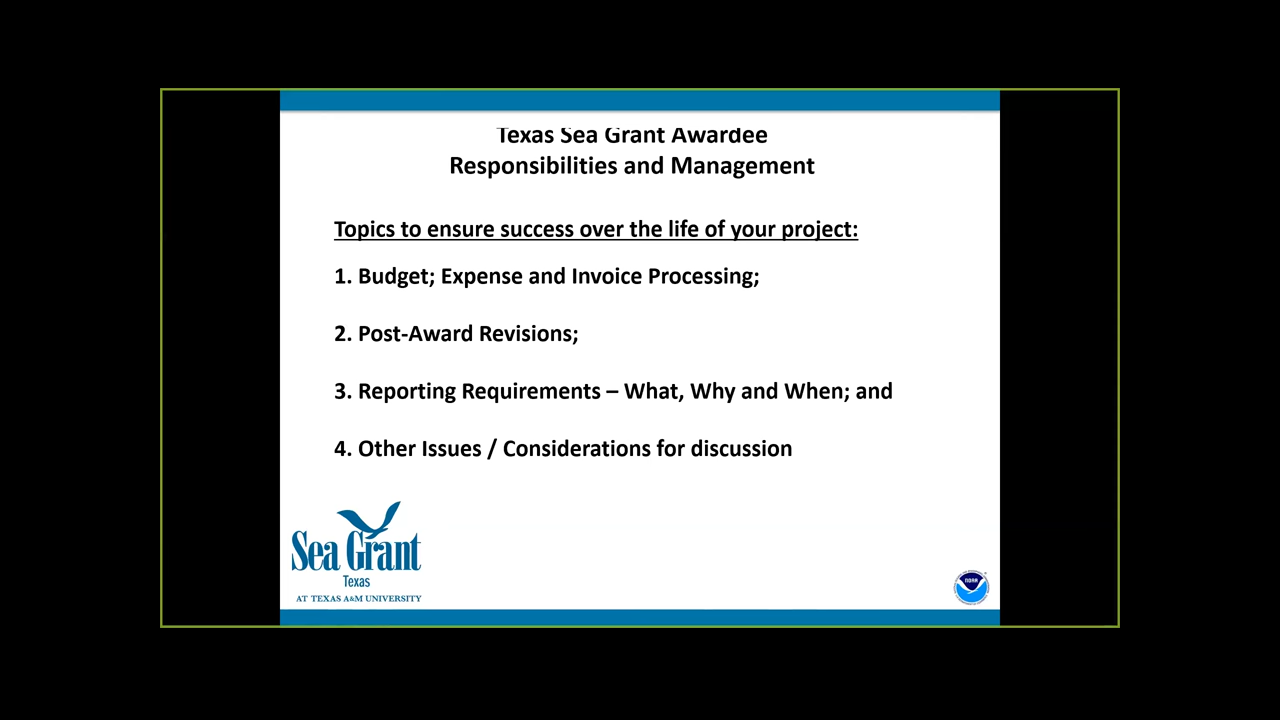 Texas Sea Grant Awardee
Responsibilities and Management
Topics to ensure success over the life of your project:
1. Budget; Expense and Invoice Processing;
2. Post-Award Revisions;
3. Reporting Requirements – What, Why and When; and
4. Other Issues / Considerations for discussion
Sea Grant
Texas
AT TEXAS A&M UNIVERSITY
NOAA